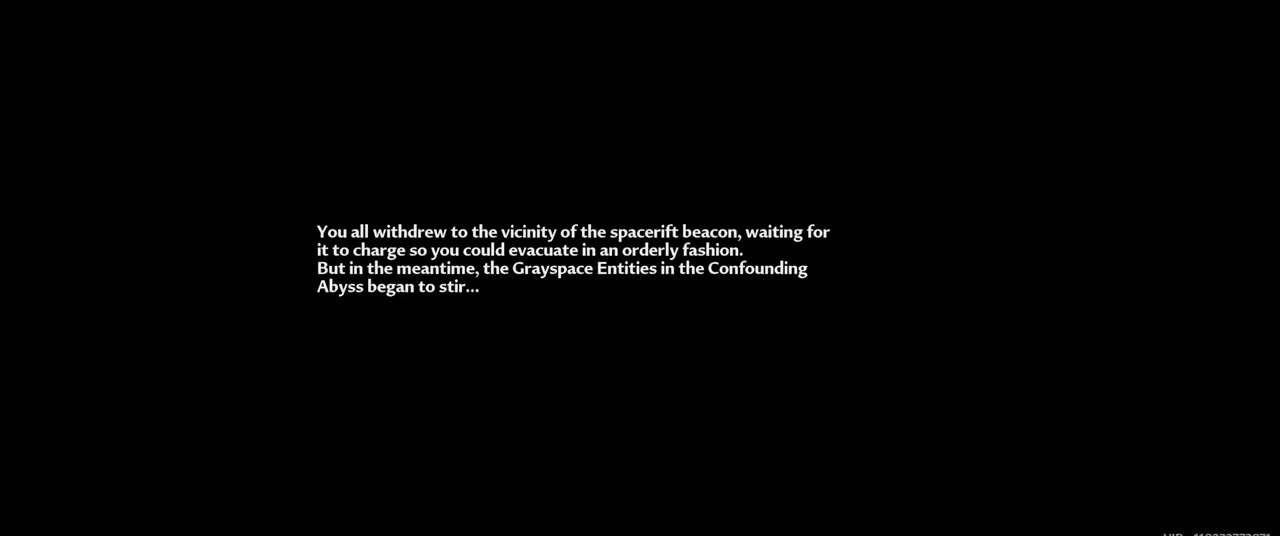 You all withdrew to the vicinity of the spacerift beacon, waiting for
it to charge so you could evacuate in an orderly fashion.
But in the meantime, the Grayspace Entities in the Confounding
Abyss began to stir...